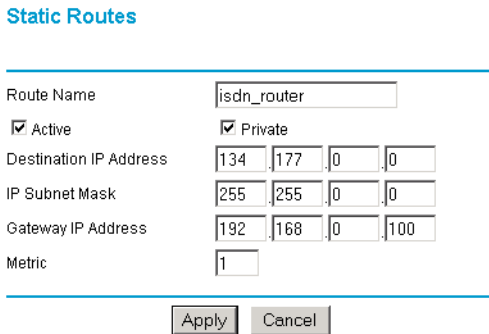 Static Routes
Route Name isdn_router
Active Private
Destination IP Address 134 . 177 . 0 . 0
IP Subnet Mask 255 . 255 . 0 . 0
Gateway IP Address 192 . 168 . 0 . 100
Metric 1
Apply Cancel